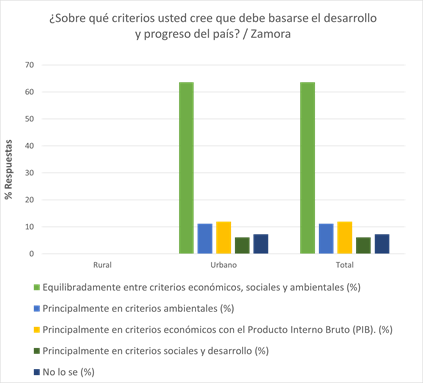 ¿Sobre qué criterios usted cree que debe basarse el desarrollo
y progreso del país? / Zamora
% Respuestas
70
60
50
40
30
20
10
0
Rural
Urbano
Total
Equilibradamente entre criterios económicos, sociales y ambientales (%)
Principalmente en criterios ambientales (%)
Principalmente en criterios económicos con el Producto Interno Bruto (PIB). (%)
Principalmente en criterios sociales y desarrollo (%)
No lo se (%)